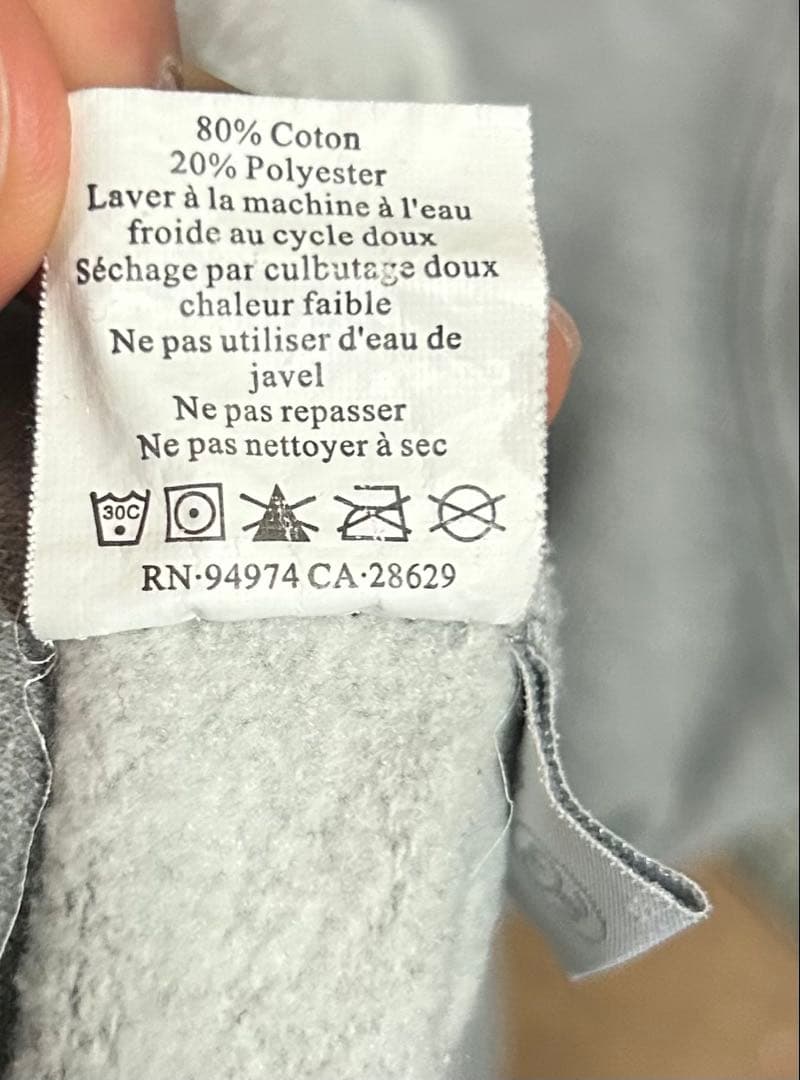 80% Coton
20% Polyester
Laver à la machine à l'eau
froide au cycle doux
Séchage par culbutage doux
chaleur faible
Ne pas utiliser d'eau de
javel
Ne pas repasser
Ne pas nettoyer à sec
30C
RN·94974 CA·28629